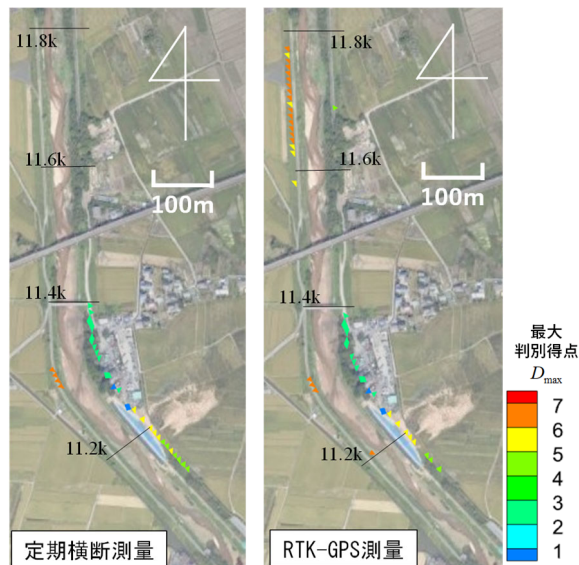 11.8k
11.6k
100m
11.4k
11.2k
定期横断測量
11.8k
11.6k
100m
11.4k
11.2k
RTK-GPS測量
最大
判別得点
Dmax
7
6
5
4
3
2
1